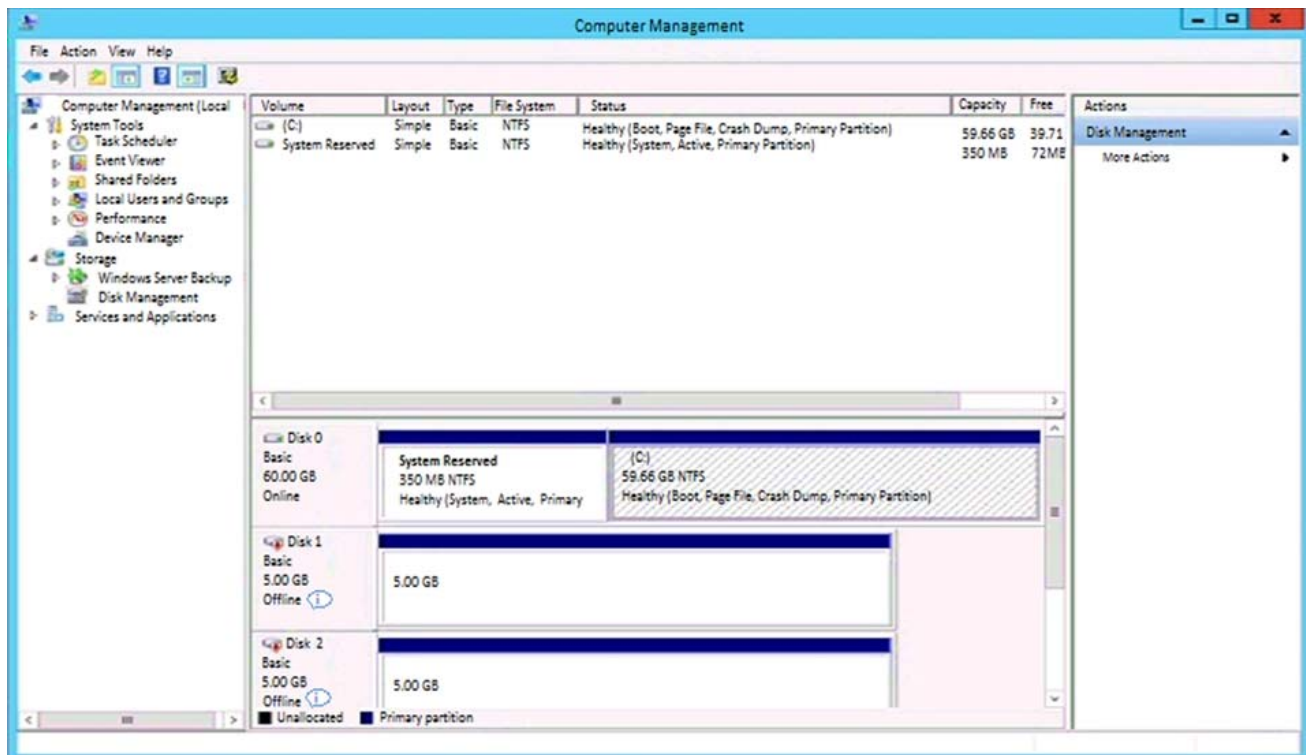 Computer Management
File Action View Help
Computer Management (Local
System Tools
Task Scheduler
Event Viewer
Shared Folders
Local Users and Groups
Performance
Device Manager
Storage
Windows Server Backup
Disk Management
Services and Applications
Volume Layout Type File System Status Capacity Free
(C:) Simple Basic NTFS Healthy (Boot, Page File, Crash Dump, Primary Partition) 59.66 GB 39.71
System Reserved Simple Basic NTFS Healthy (System, Active, Primary Partition) 350 MB 72MB
Disk 0
Basic
60.00 GB
Online
System Reserved
350 MB NTFS
Healthy (System, Active, Primary
(C:)
59.66 GB NTFS
Healthy (Boot, Page File, Crash Dump, Primary Partition)
Disk 1
Basic
5.00 GB
Offline
5.00 GB
Disk 2
Basic
5.00 GB
Offline
5.00 GB
Unallocated Primary partition
Actions
Disk Management
More Actions